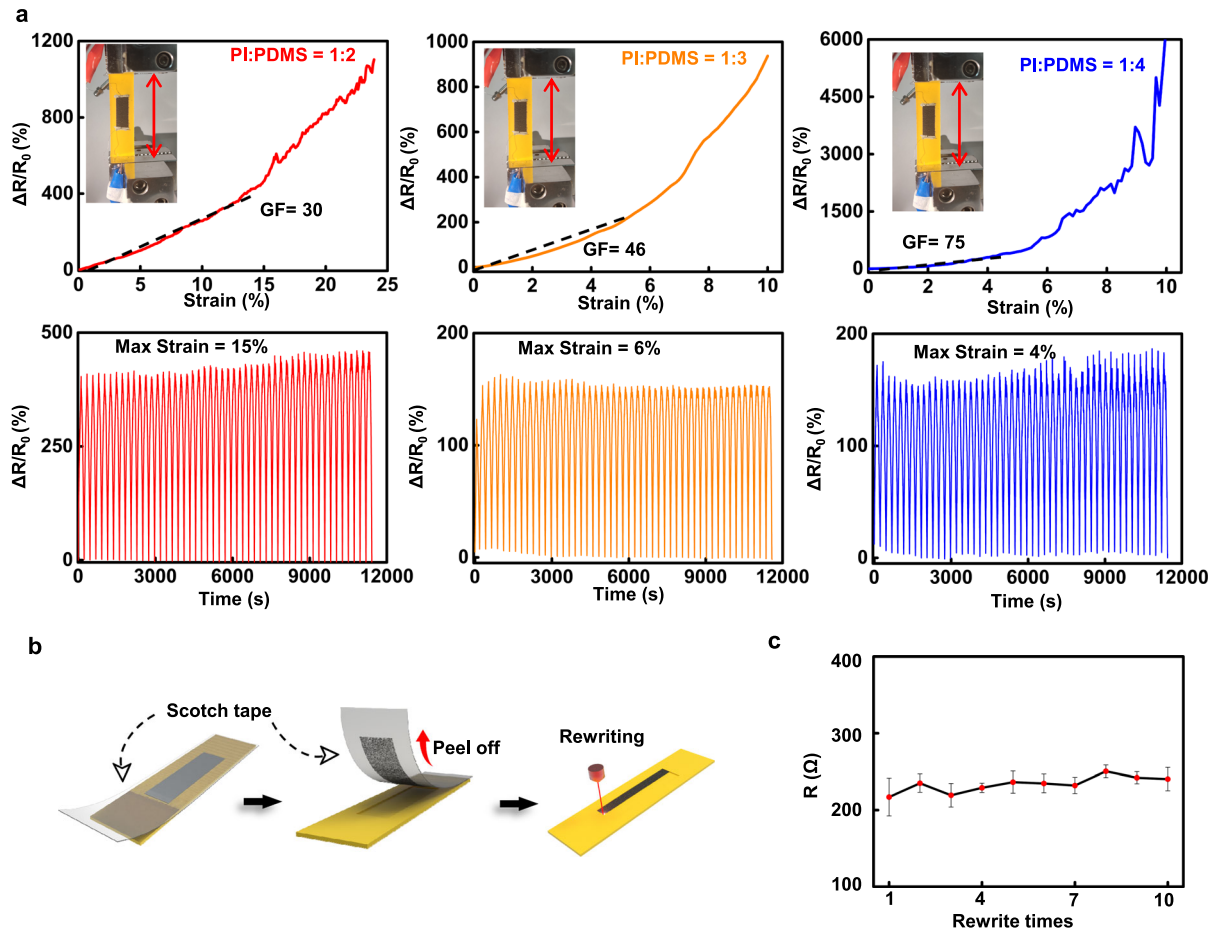 a
PI:PDMS = 1:2
ΔR/R₀ (%)
1200
800
400
0
GF= 30
0 5 10 15 20 25
Strain (%)
PI:PDMS = 1:3
ΔR/R₀ (%)
1000
800
600
400
200
0
GF= 46
0 2 4 6 8 10
Strain (%)
PI:PDMS = 1:4
ΔR/R₀ (%)
6000
4500
3000
1500
0
GF= 75
0 2 4 6 8 10
Strain (%)
Max Strain = 15%
ΔR/R₀ (%)
500
250
0
0 3000 6000 9000 12000
Time (s)
Max Strain = 6%
ΔR/R₀ (%)
200
100
0
0 3000 6000 9000 12000
Time (s)
Max Strain = 4%
ΔR/R₀ (%)
200
100
0
0 3000 6000 9000 12000
Time (s)
b
Scotch tape
Peel off
Rewriting
c
R (Ω)
400
300
200
100
1 4 7 10
Rewrite times